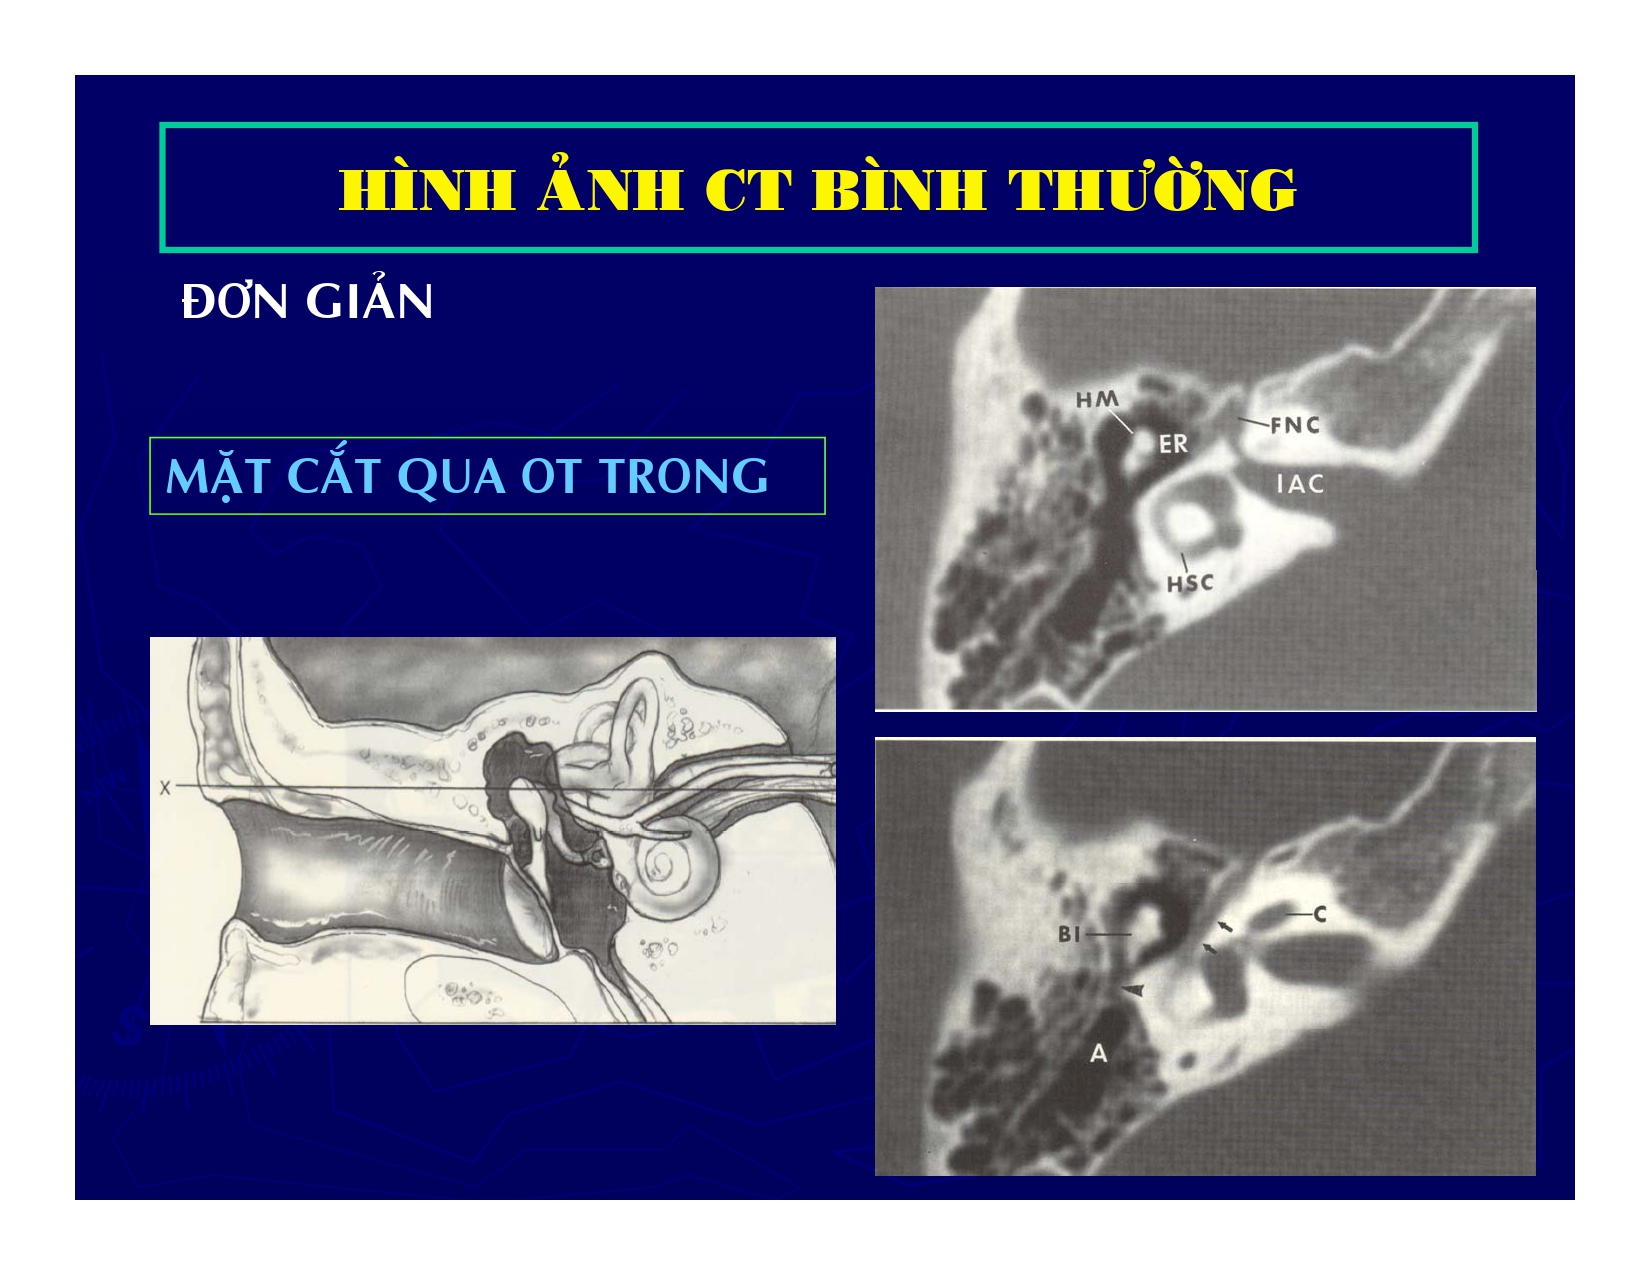 HÌNH ẢNH CT BÌNH THƯỜNG
ĐƠN GIẢN
MẶT CẮT QUA OT TRONG
X
HM
ER
FNC
IAC
HSC
BI
C
A